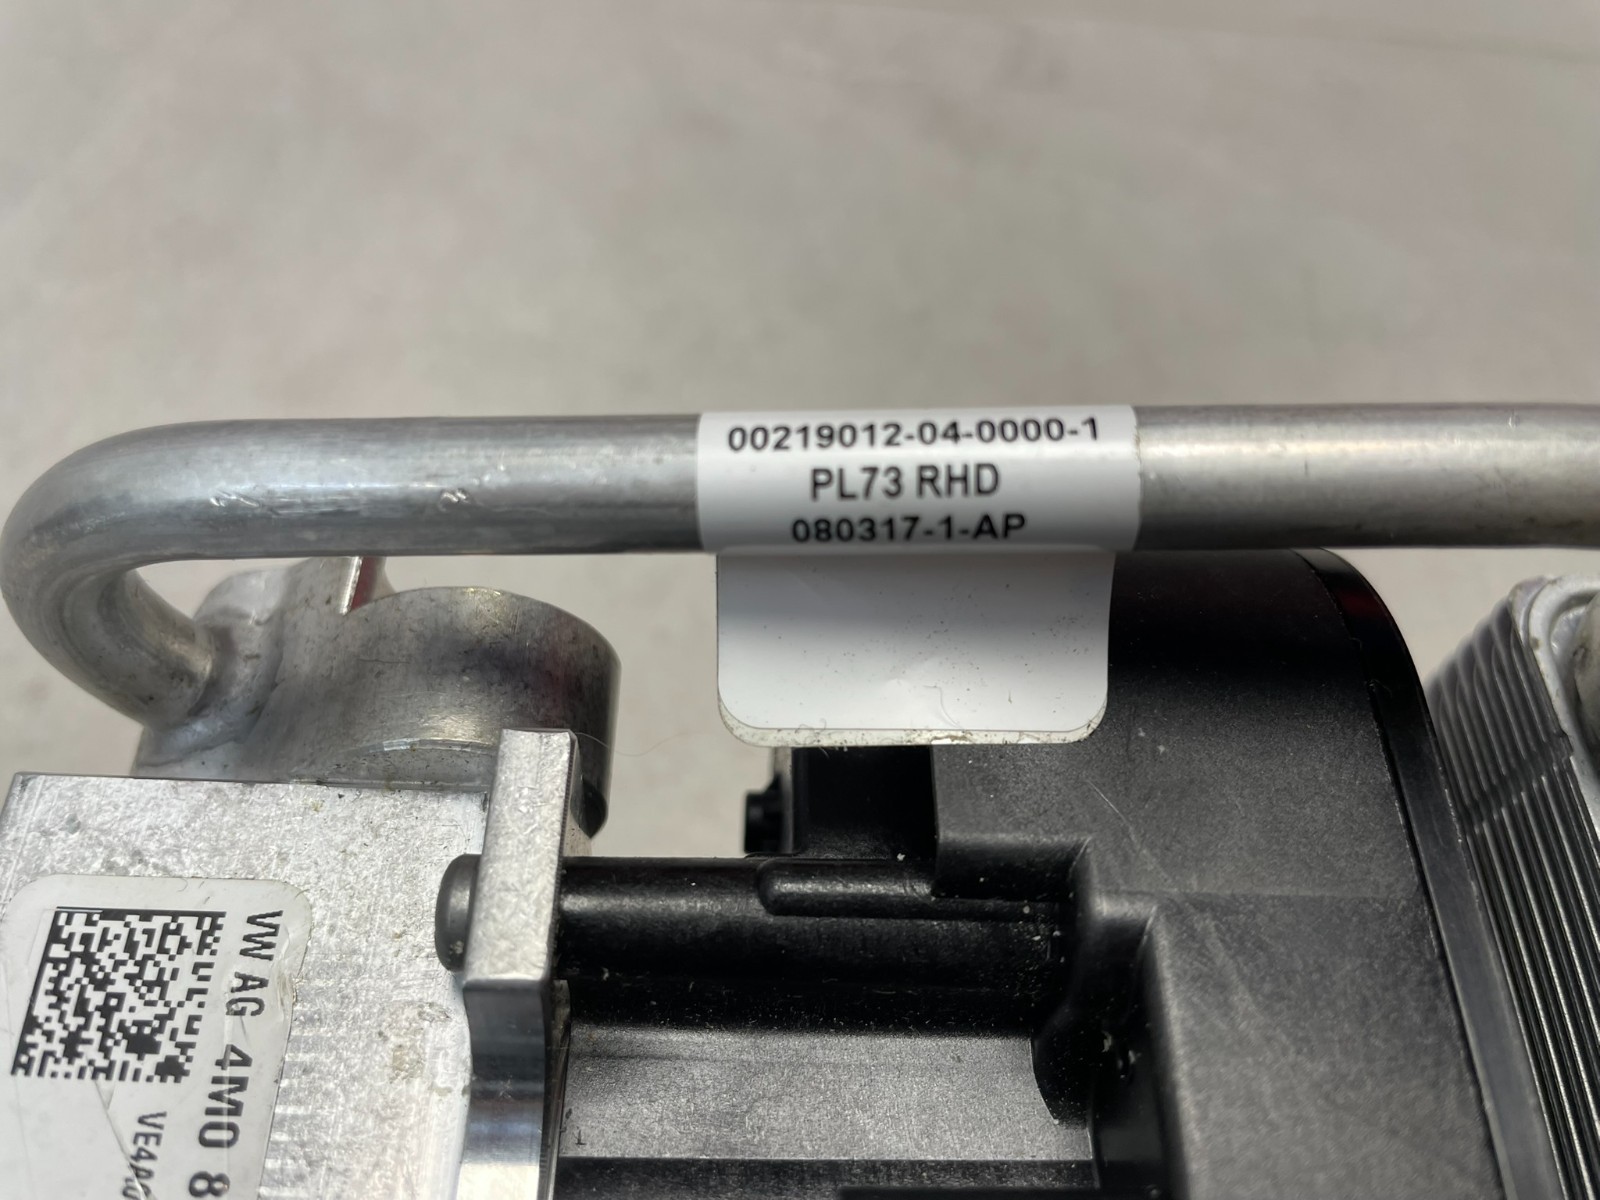 00219012-04-0000-1
PL73 RHD
080317-1-AP
VW AG 4M0 8